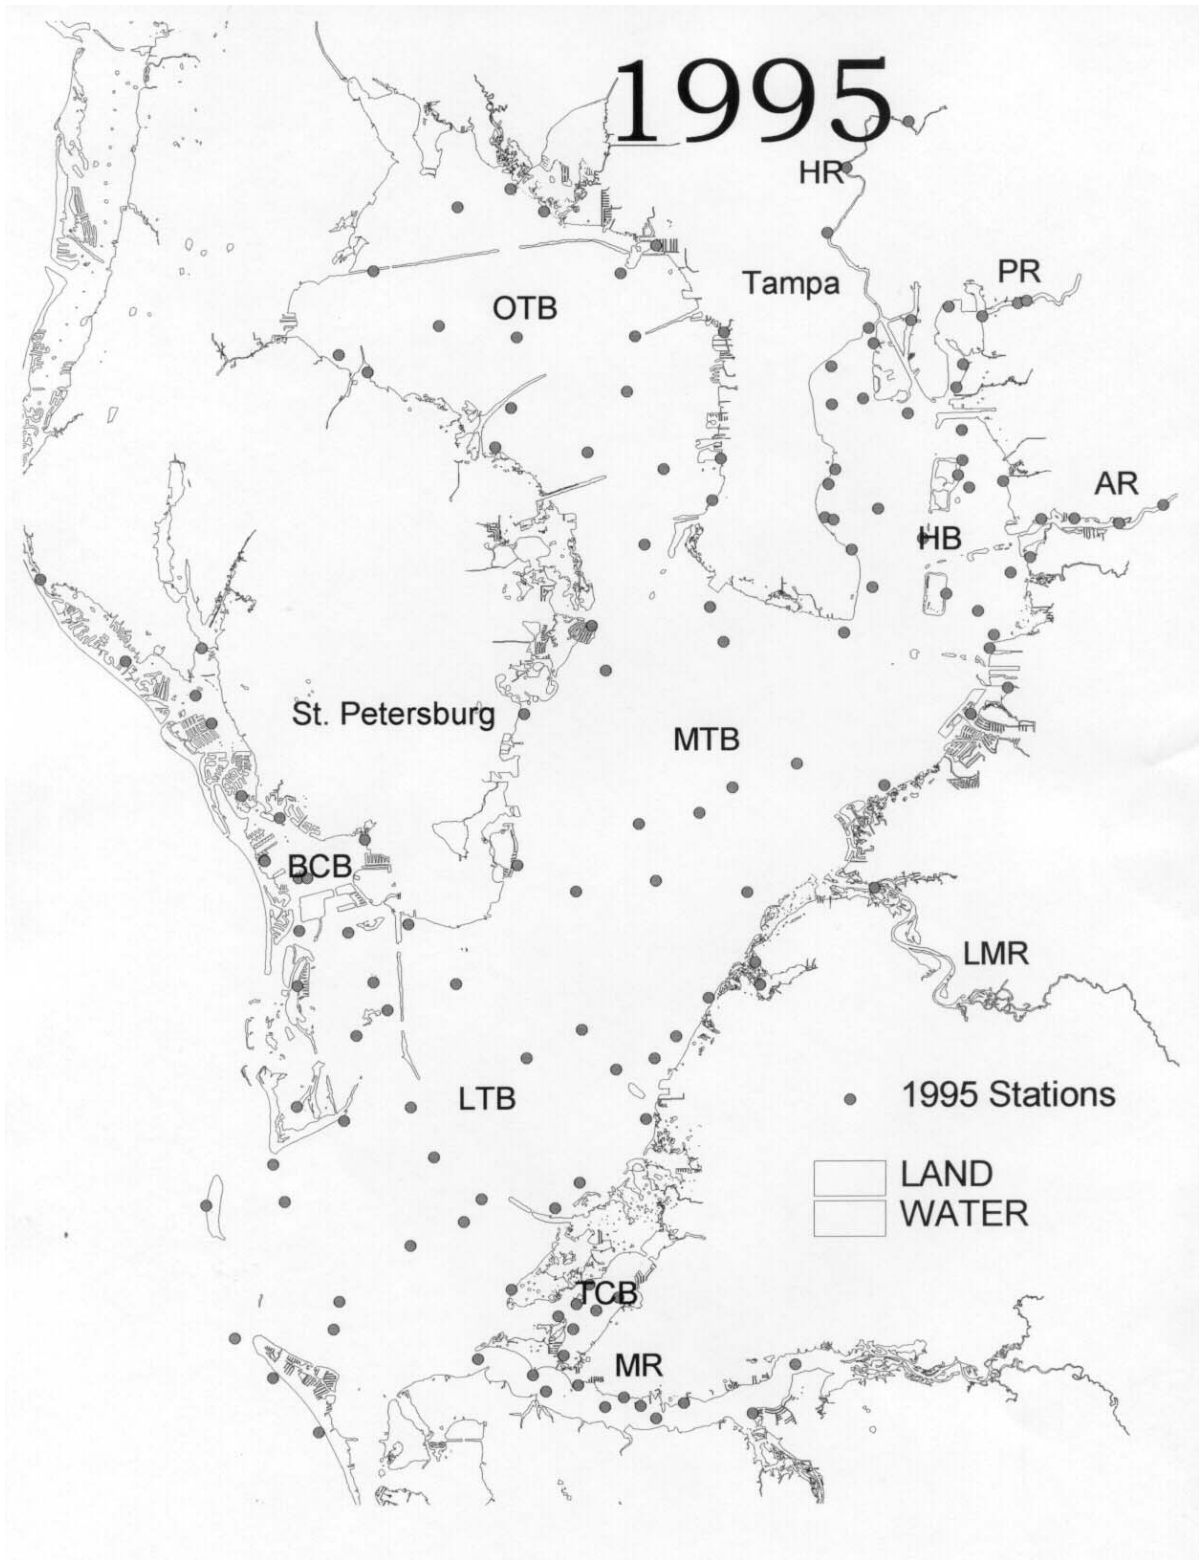 1995
HR
PR
Tampa
OTB
AR
HB
St. Petersburg
MTB
BCB
LMR
1995 Stations
LTB
LAND
WATER
TCB
MR